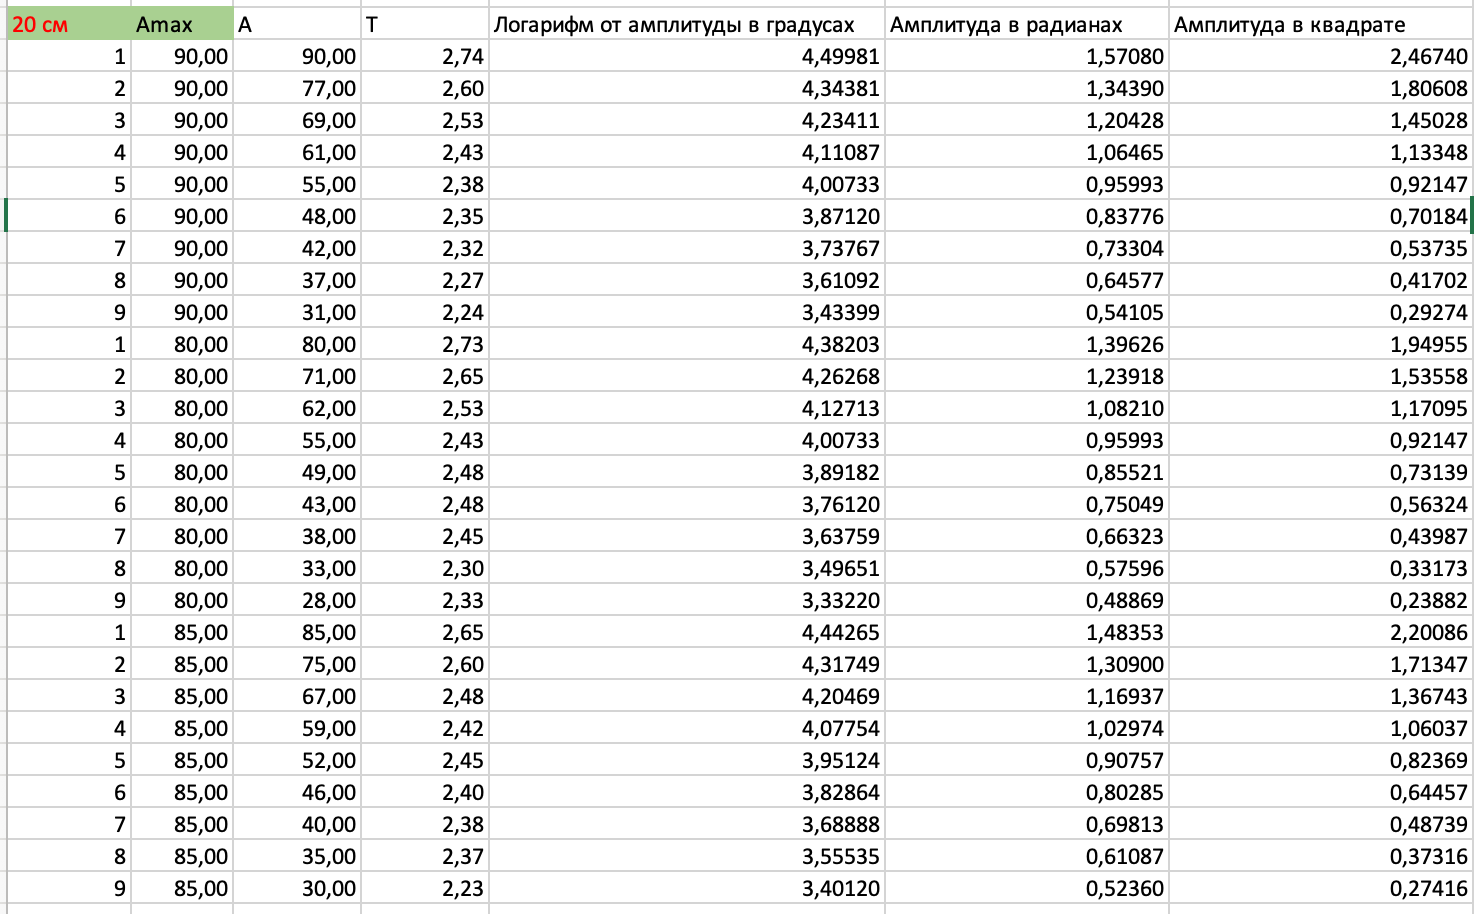 20 см Amax A T Логарифм от амплитуды в градусах Амплитуда в радианах Амплитуда в квадрате
1 90,00 90,00 2,74 4,49981 1,57080 2,46740
2 90,00 77,00 2,60 4,34381 1,34390 1,80608
3 90,00 69,00 2,53 4,23411 1,20428 1,45028
4 90,00 61,00 2,43 4,11087 1,06465 1,13348
5 90,00 55,00 2,38 4,00733 0,95993 0,92147
6 90,00 48,00 2,35 3,87120 0,83776 0,70184
7 90,00 42,00 2,32 3,73767 0,73304 0,53735
8 90,00 37,00 2,27 3,61092 0,64577 0,41702
9 90,00 31,00 2,24 3,43399 0,54105 0,29274
1 80,00 80,00 2,73 4,38203 1,39626 1,94955
2 80,00 71,00 2,65 4,26268 1,23918 1,53558
3 80,00 62,00 2,53 4,12713 1,08210 1,17095
4 80,00 55,00 2,43 4,00733 0,95993 0,92147
5 80,00 49,00 2,48 3,89182 0,85521 0,73139
6 80,00 43,00 2,48 3,76120 0,75049 0,56324
7 80,00 38,00 2,45 3,63759 0,66323 0,43987
8 80,00 33,00 2,30 3,49651 0,57596 0,33173
9 80,00 28,00 2,33 3,33220 0,48869 0,23882
1 85,00 85,00 2,65 4,44265 1,48353 2,20086
2 85,00 75,00 2,60 4,31749 1,30900 1,71347
3 85,00 67,00 2,48 4,20469 1,16937 1,36743
4 85,00 59,00 2,42 4,07754 1,02974 1,06037
5 85,00 52,00 2,45 3,95124 0,90757 0,82369
6 85,00 46,00 2,40 3,82864 0,80285 0,64457
7 85,00 40,00 2,38 3,68888 0,69813 0,48739
8 85,00 35,00 2,37 3,55535 0,61087 0,37316
9 85,00 30,00 2,23 3,40120 0,52360 0,27416